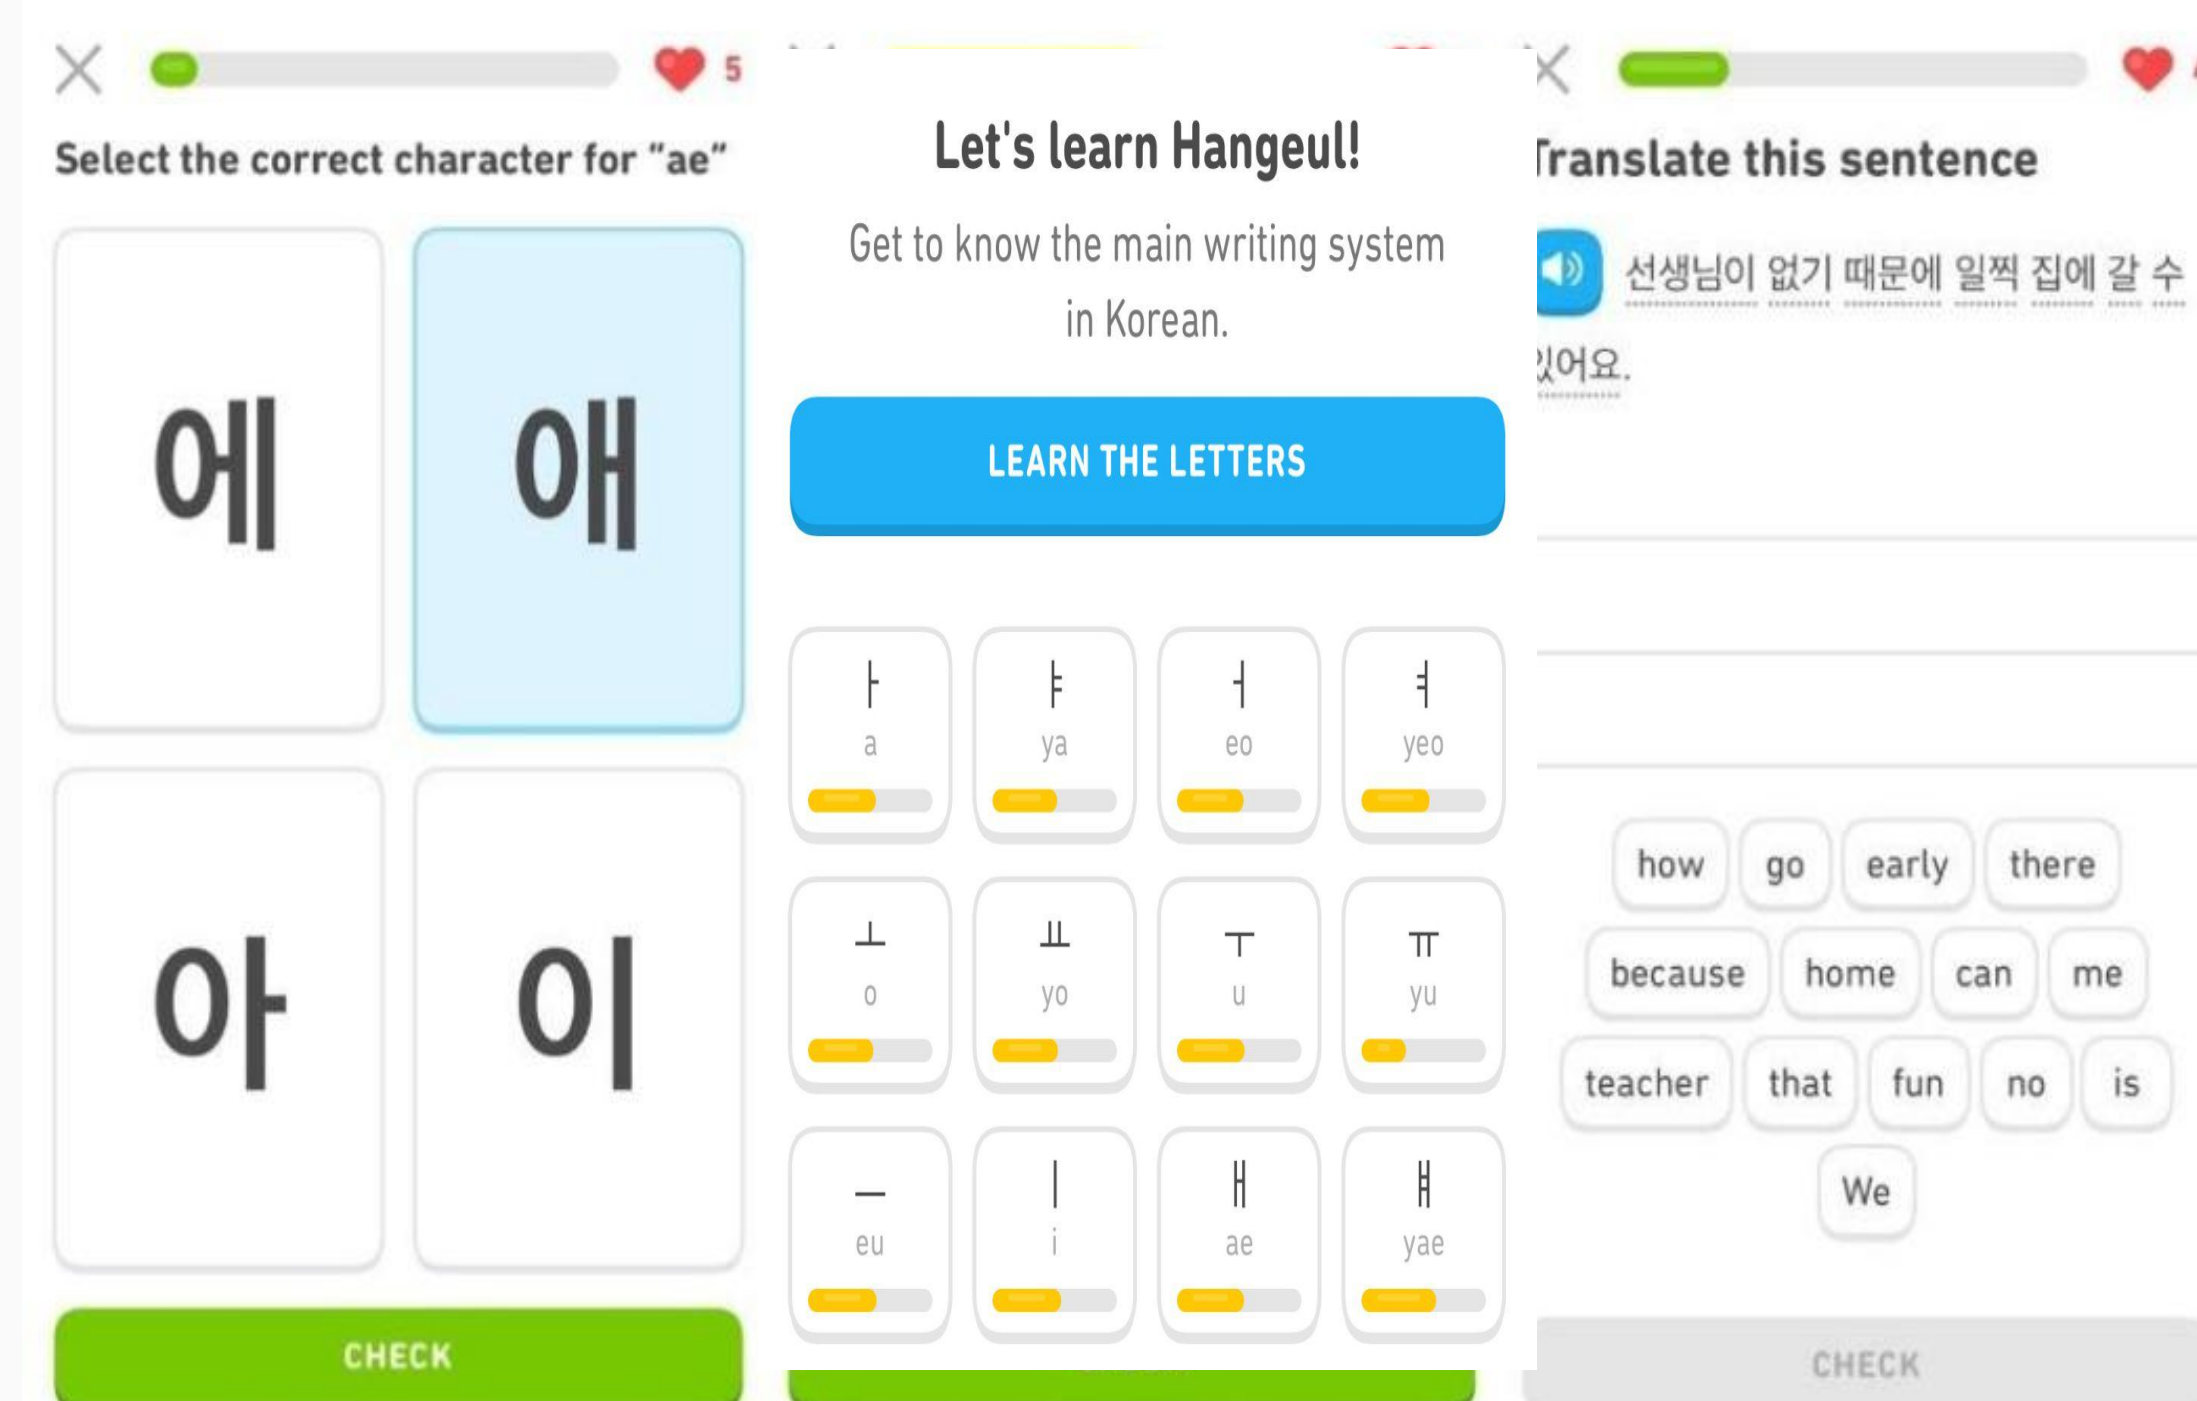 5
Select the correct character for "ae"
에
애
아
이
CHECK
Let's learn Hangeul!
Get to know the main writing system
in Korean.
LEARN THE LETTERS
ㅏ
a
ㅑ
ya
ㅓ
eo
ㅕ
yeo
ㅗ
o
ㅛ
yo
ㅜ
u
ㅠ
yu
ㅡ
eu
ㅣ
i
ㅐ
ae
ㅒ
yae
Translate this sentence
선생님이 없기 때문에 일찍 집에 갈 수
있어요.
how go early there
because home can me
teacher that fun no is
We
CHECK